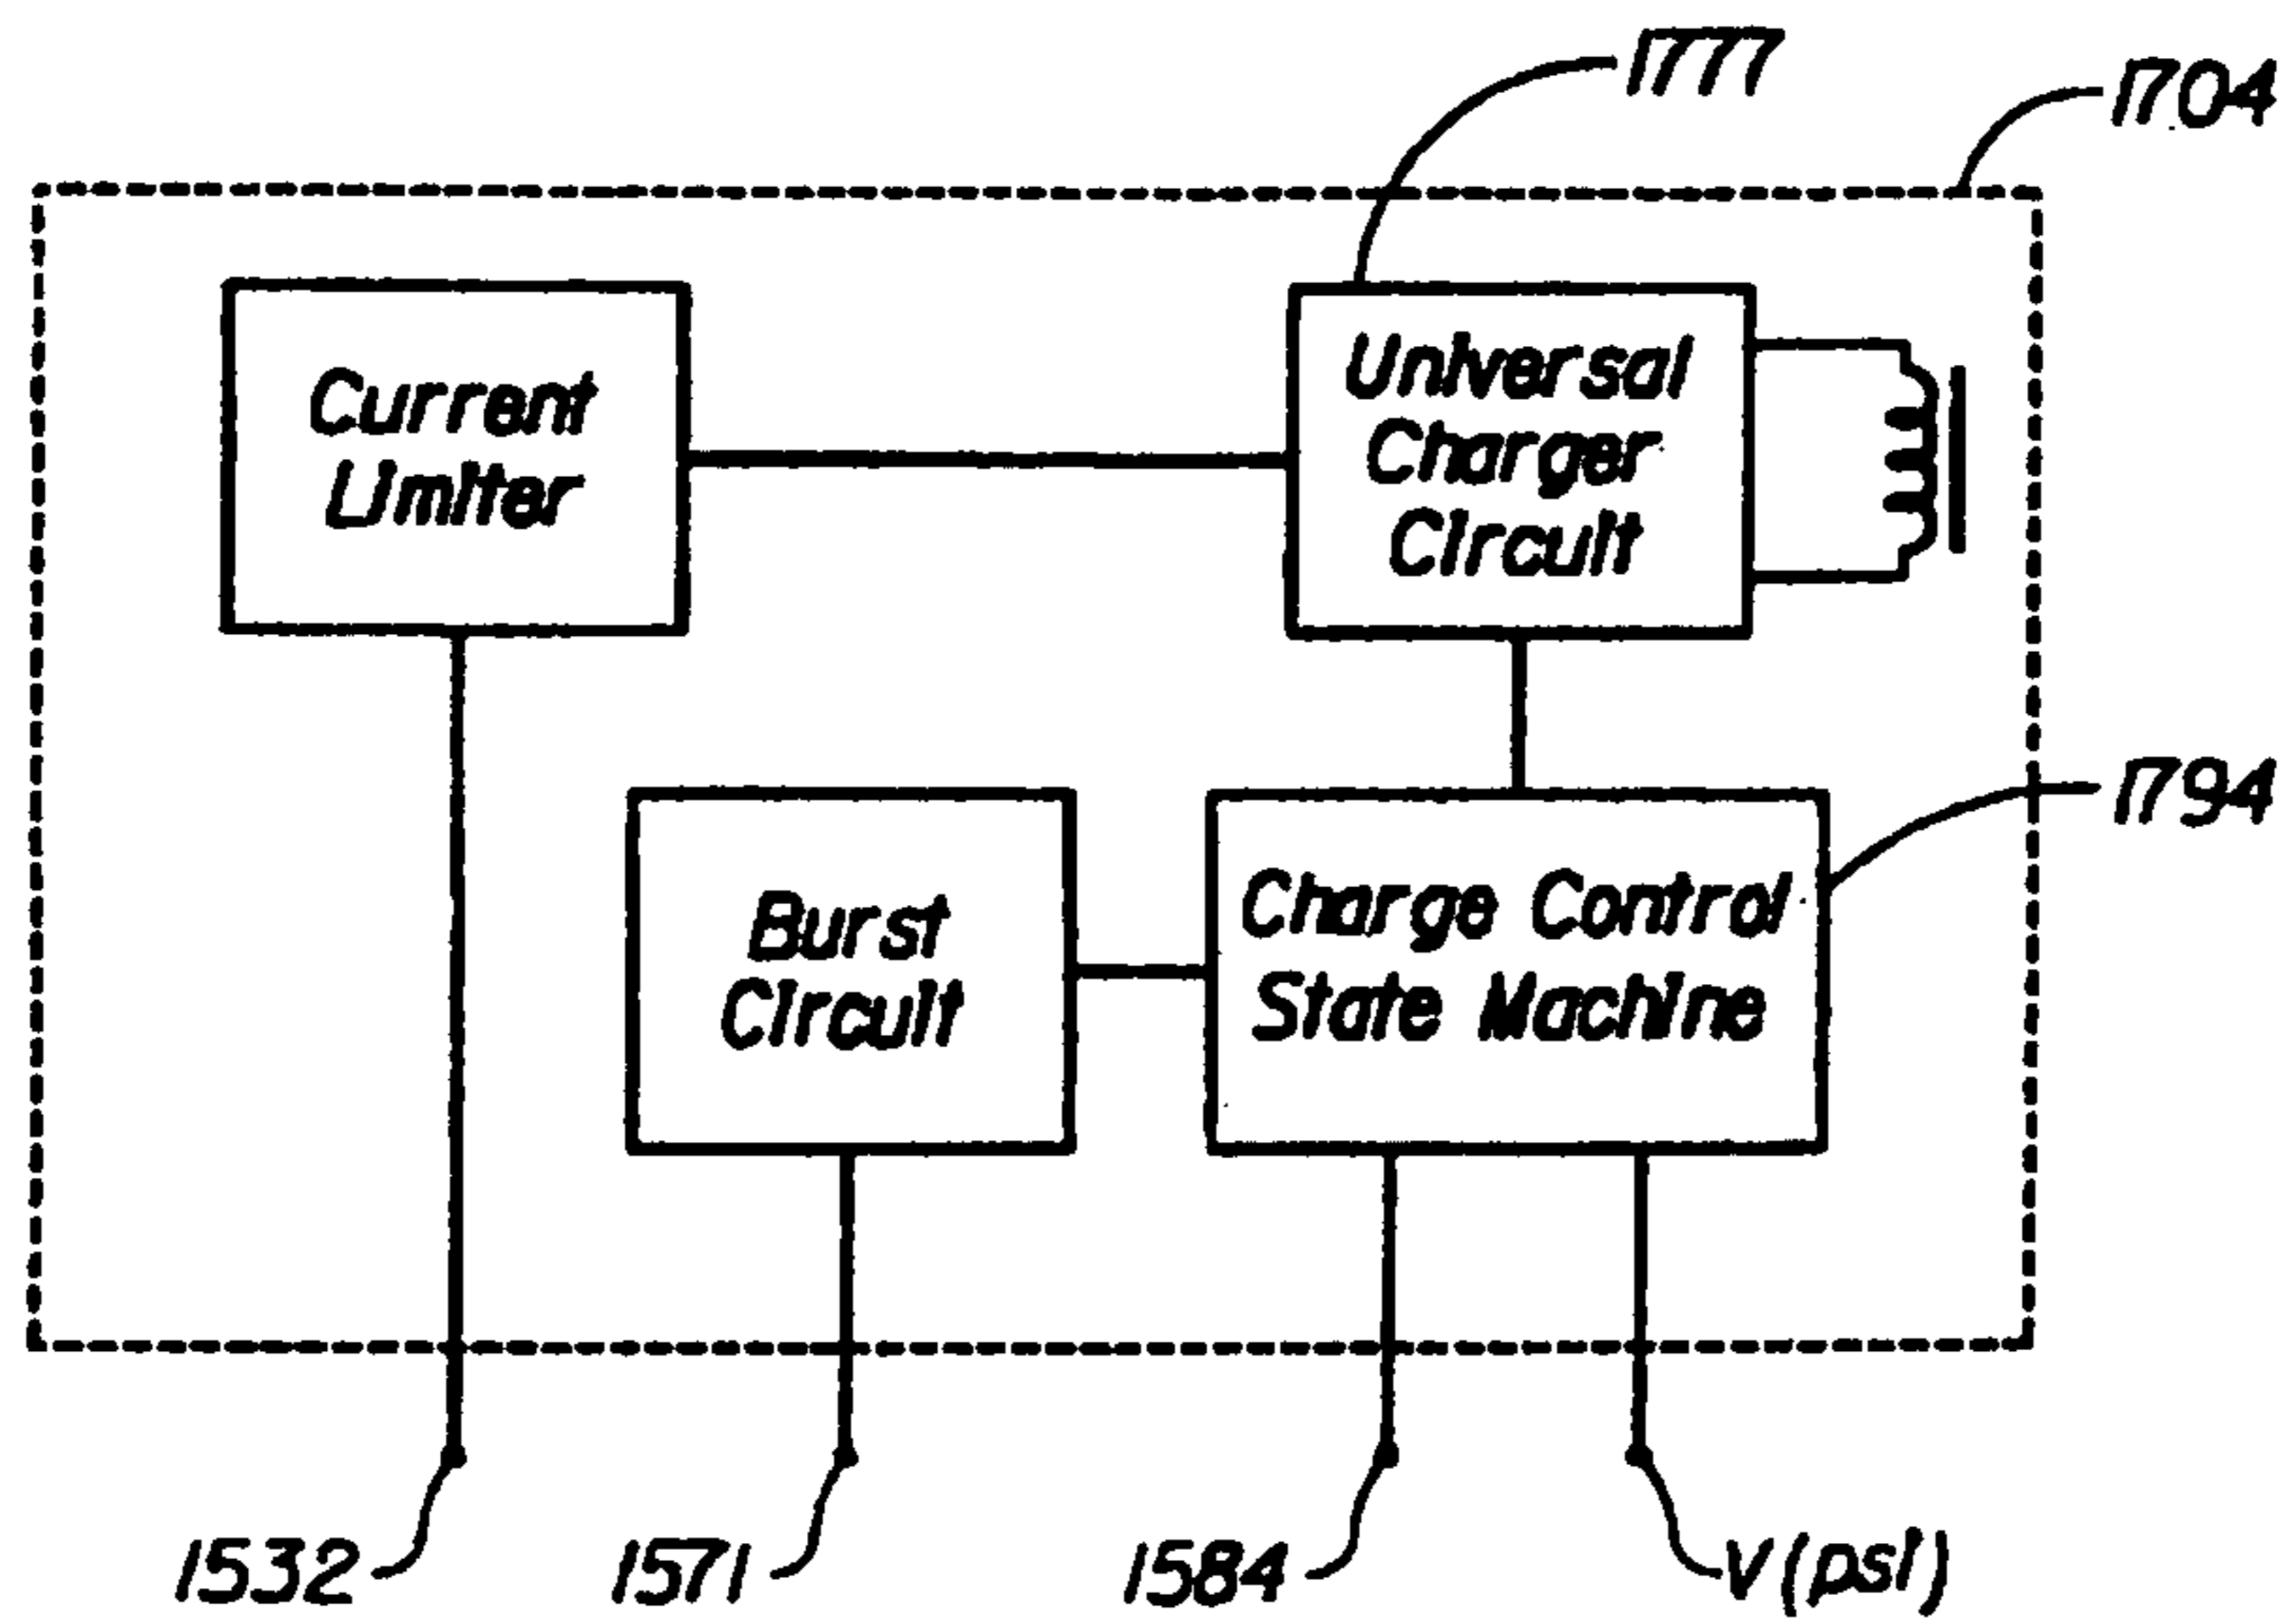 1777
1704
Current
Limiter
Universal
Charger
Circuit
1794
Burst
Circuit
Charge Control
State Machine
1532
1571
1584
V(psi)